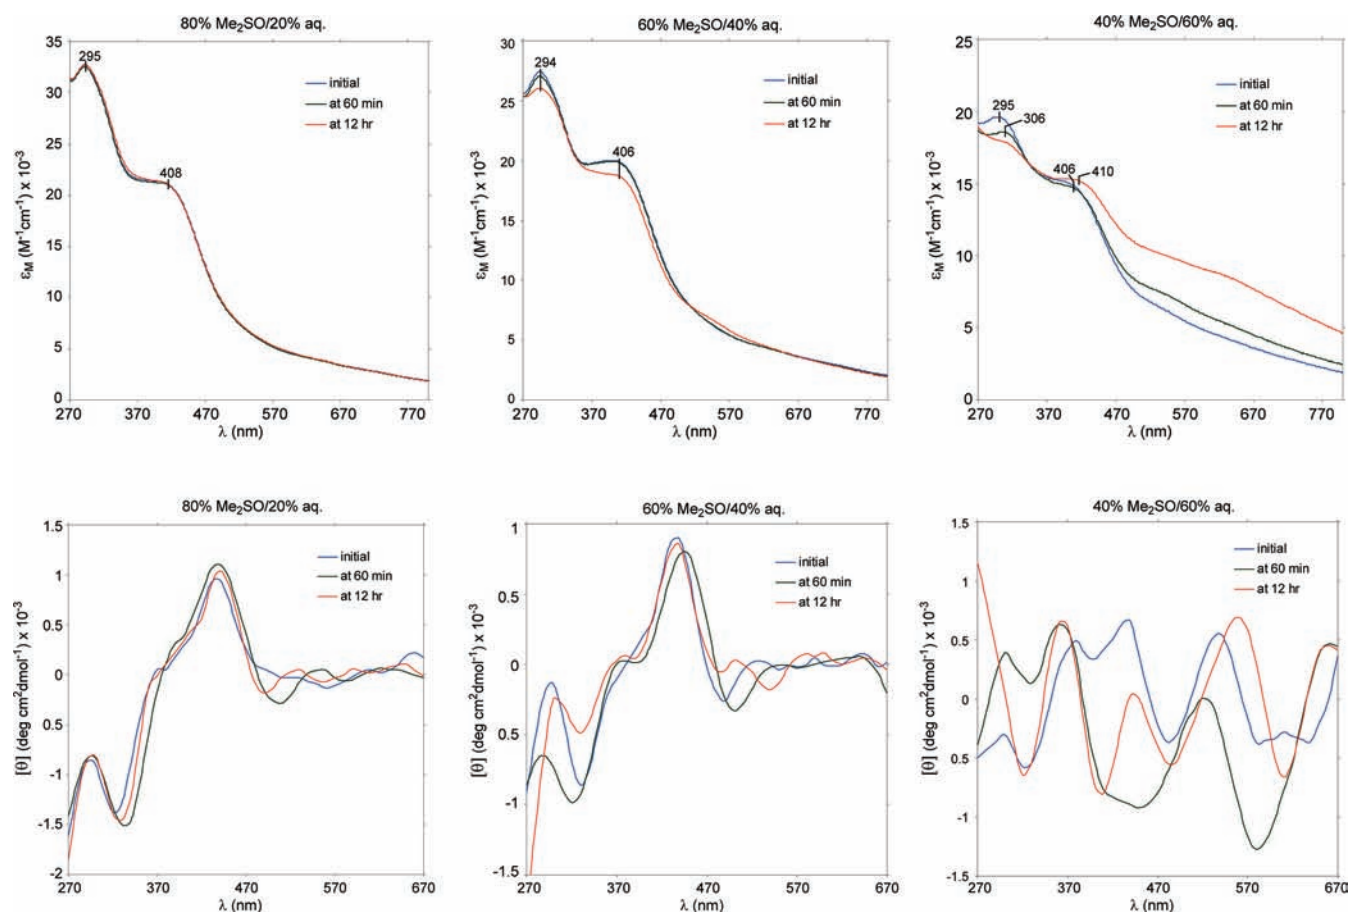 80% Me₂SO/20% aq.
35
30
25
20
15
10
5
0
295
408
initial
at 60 min
at 12 hr
εM (M⁻¹cm⁻¹) x 10⁻³
270 370 470 570 670 770
λ (nm)
60% Me₂SO/40% aq.
30
25
20
15
10
5
0
294
406
initial
at 60 min
at 12 hr
εM (M⁻¹cm⁻¹) x 10⁻³
270 370 470 570 670 770
λ (nm)
40% Me₂SO/60% aq.
25
20
15
10
5
0
295
306
406
410
initial
at 60 min
at 12 hr
εM (M⁻¹cm⁻¹) x 10⁻³
270 370 470 570 670 770
λ (nm)
80% Me₂SO/20% aq.
1.5
1
0.5
0
0.5
-1
-1.5
-2
initial
at 60 min
at 12 hr
[θ] (deg cm²dmol⁻¹) x 10⁻³
270 370 470 570 670
λ (nm)
60% Me₂SO/40% aq.
1
0.5
0
0.5
-1
-1.5
initial
at 60 min
at 12 hr
[θ] (deg cm²dmol⁻¹) x 10⁻³
270 370 470 570 670
λ (nm)
40% Me₂SO/60% aq.
1.5
1
0.5
0
0.5
-1
-1.5
initial
at 60 min
at 12 hr
[θ] (deg cm²dmol⁻¹) x 10⁻³
270 370 470 570 670
λ (nm)